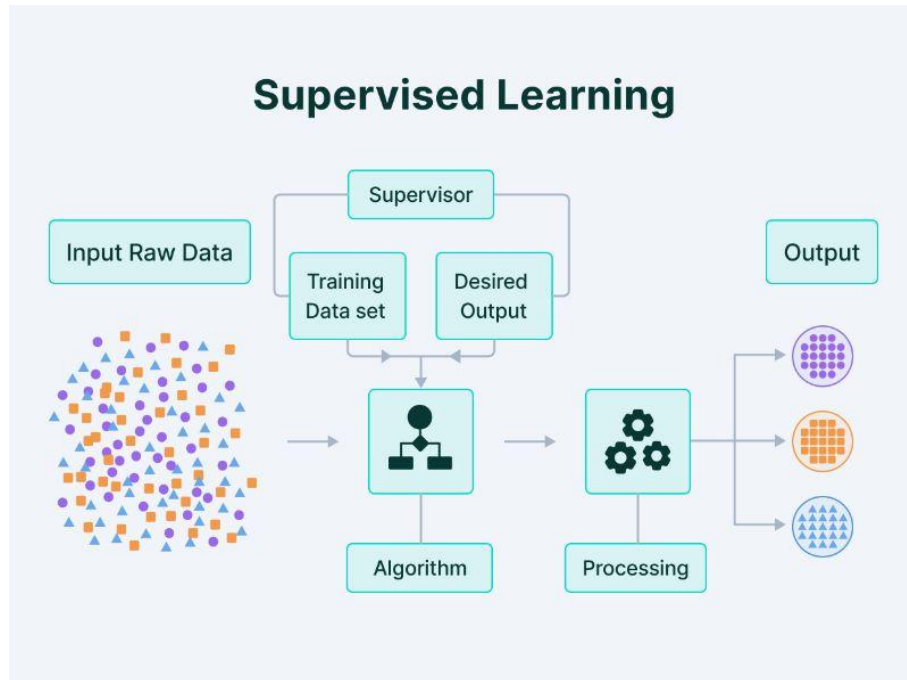 Supervised Learning
Supervisor
Input Raw Data
Training
Data set
Desired
Output
Output
Algorithm
Processing